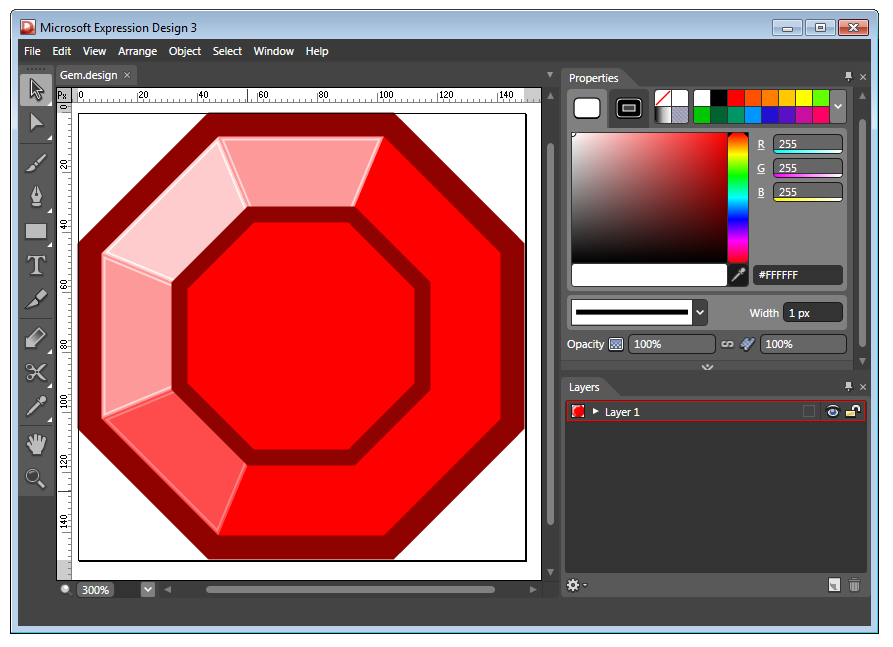 Microsoft Expression Design 3
File Edit View Arrange Object Select Window Help
Gem.design ×
Px 0 20 40 60 80 100 120 140
0
20
40
60
80
100
120
140
300%
Properties ×
R 255
G 255
B 255
#FFFFFF
Width 1 px
Opacity 100% 100%
Layers ×
Layer 1